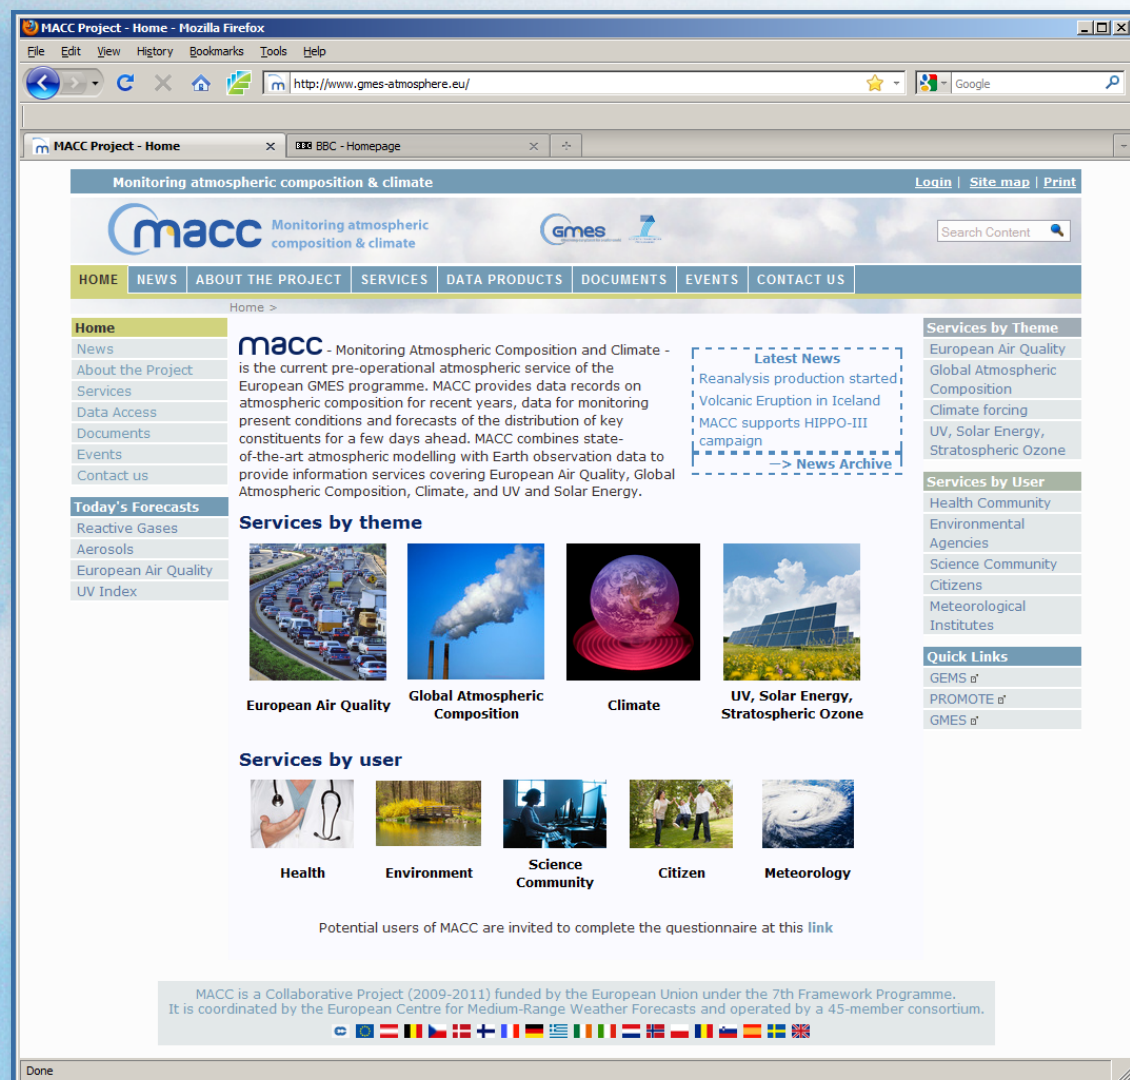 MACC Project - Home - Mozilla Firefox
File Edit View History Bookmarks Tools Help
http://www.gmes-atmosphere.eu/
Google
MACC Project - Home
BBC BBC - Homepage
Monitoring atmospheric composition & climate
Login | Site map | Print
macc Monitoring atmospheric
composition & climate
Gmes
Search Content
HOME NEWS ABOUT THE PROJECT SERVICES DATA PRODUCTS DOCUMENTS EVENTS CONTACT US
Home >
Home
News
About the Project
Services
Data Access
Documents
Events
Contact us
Today's Forecasts
Reactive Gases
Aerosols
European Air Quality
UV Index
macc - Monitoring Atmospheric Composition and Climate -
is the current pre-operational atmospheric service of the
European GMES programme. MACC provides data records on
atmospheric composition for recent years, data for monitoring
present conditions and forecasts of the distribution of key
constituents for a few days ahead. MACC combines state-
of-the-art atmospheric modelling with Earth observation data to
provide information services covering European Air Quality, Global
Atmospheric Composition, Climate, and UV and Solar Energy.
Latest News
Reanalysis production started
Volcanic Eruption in Iceland
MACC supports HIPPO-III
campaign
—> News Archive
Services by theme
European Air Quality
Global Atmospheric
Composition
Climate
UV, Solar Energy,
Stratospheric Ozone
Services by user
Health
Environment
Science
Community
Citizen
Meteorology
Potential users of MACC are invited to complete the questionnaire at this link
Services by Theme
European Air Quality
Global Atmospheric
Composition
Climate forcing
UV, Solar Energy,
Stratospheric Ozone
Services by User
Health Community
Environmental
Agencies
Science Community
Citizens
Meteorological
Institutes
Quick Links
GEMS
PROMOTE
GMES
MACC is a Collaborative Project (2009-2011) funded by the European Union under the 7th Framework Programme.
It is coordinated by the European Centre for Medium-Range Weather Forecasts and operated by a 45-member consortium.
Done